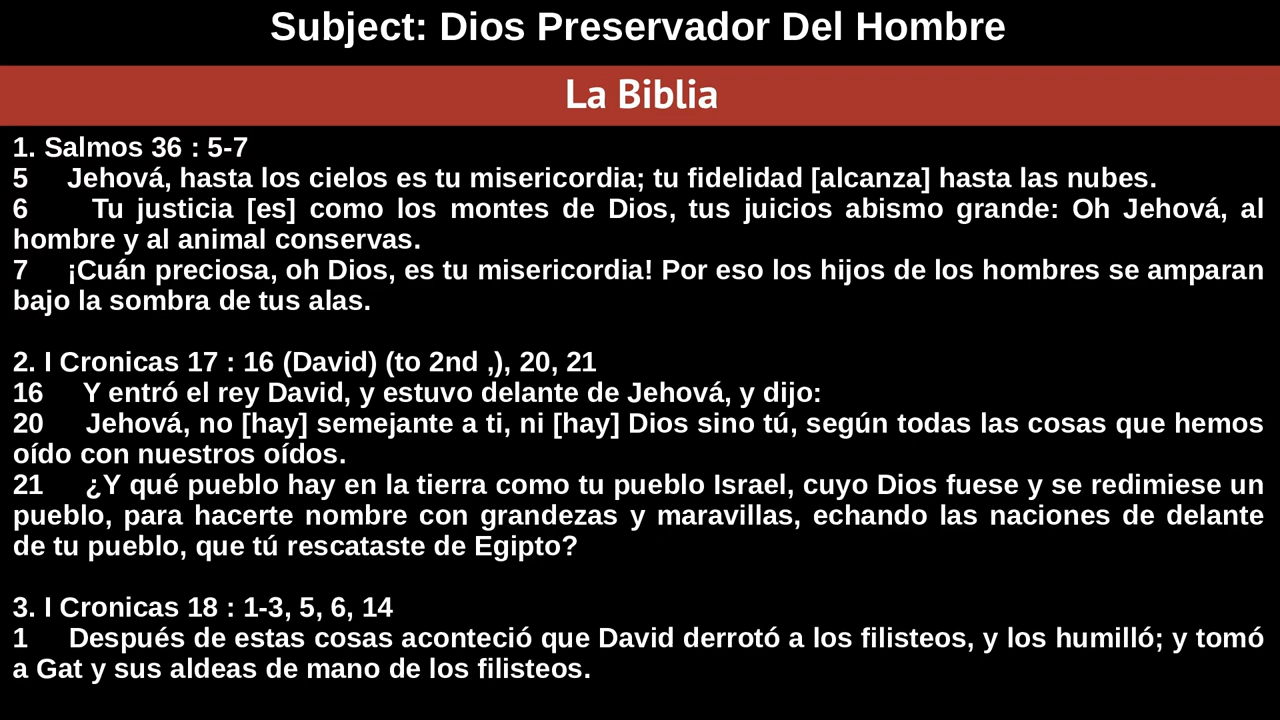 Subject: Dios Preservador Del Hombre
La Biblia
1. Salmos 36 : 5-7
5 Jehová, hasta los cielos es tu misericordia; tu fidelidad [alcanza] hasta las nubes.
6 Tu justicia [es] como los montes de Dios, tus juicios abismo grande: Oh Jehová, al
hombre y al animal conservas.
7 ¡Cuán preciosa, oh Dios, es tu misericordia! Por eso los hijos de los hombres se amparan
bajo la sombra de tus alas.
2. I Cronicas 17 : 16 (David) (to 2nd ,), 20, 21
16 Y entró el rey David, y estuvo delante de Jehová, y dijo:
20 Jehová, no [hay] semejante a ti, ni [hay] Dios sino tú, según todas las cosas que hemos
oído con nuestros oídos.
21 ¿Y qué pueblo hay en la tierra como tu pueblo Israel, cuyo Dios fuese y se redimiese un
pueblo, para hacerte nombre con grandezas y maravillas, echando las naciones de delante
de tu pueblo, que tú rescataste de Egipto?
3. I Cronicas 18 : 1-3, 5, 6, 14
1 Después de estas cosas aconteció que David derrotó a los filisteos, y los humilló; y tomó
a Gat y sus aldeas de mano de los filisteos.